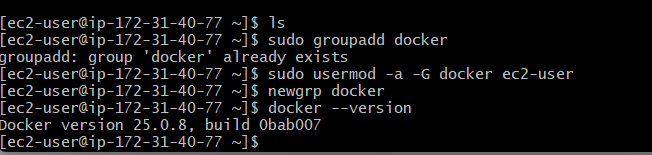 [ec2-user@ip-172-31-40-77 ~]$ ls
[ec2-user@ip-172-31-40-77 ~]$ sudo groupadd docker
groupadd: group 'docker' already exists
[ec2-user@ip-172-31-40-77 ~]$ sudo usermod -a -G docker ec2-user
[ec2-user@ip-172-31-40-77 ~]$ newgrp docker
[ec2-user@ip-172-31-40-77 ~]$ docker --version
Docker version 25.0.8, build 0bab007
[ec2-user@ip-172-31-40-77 ~]$